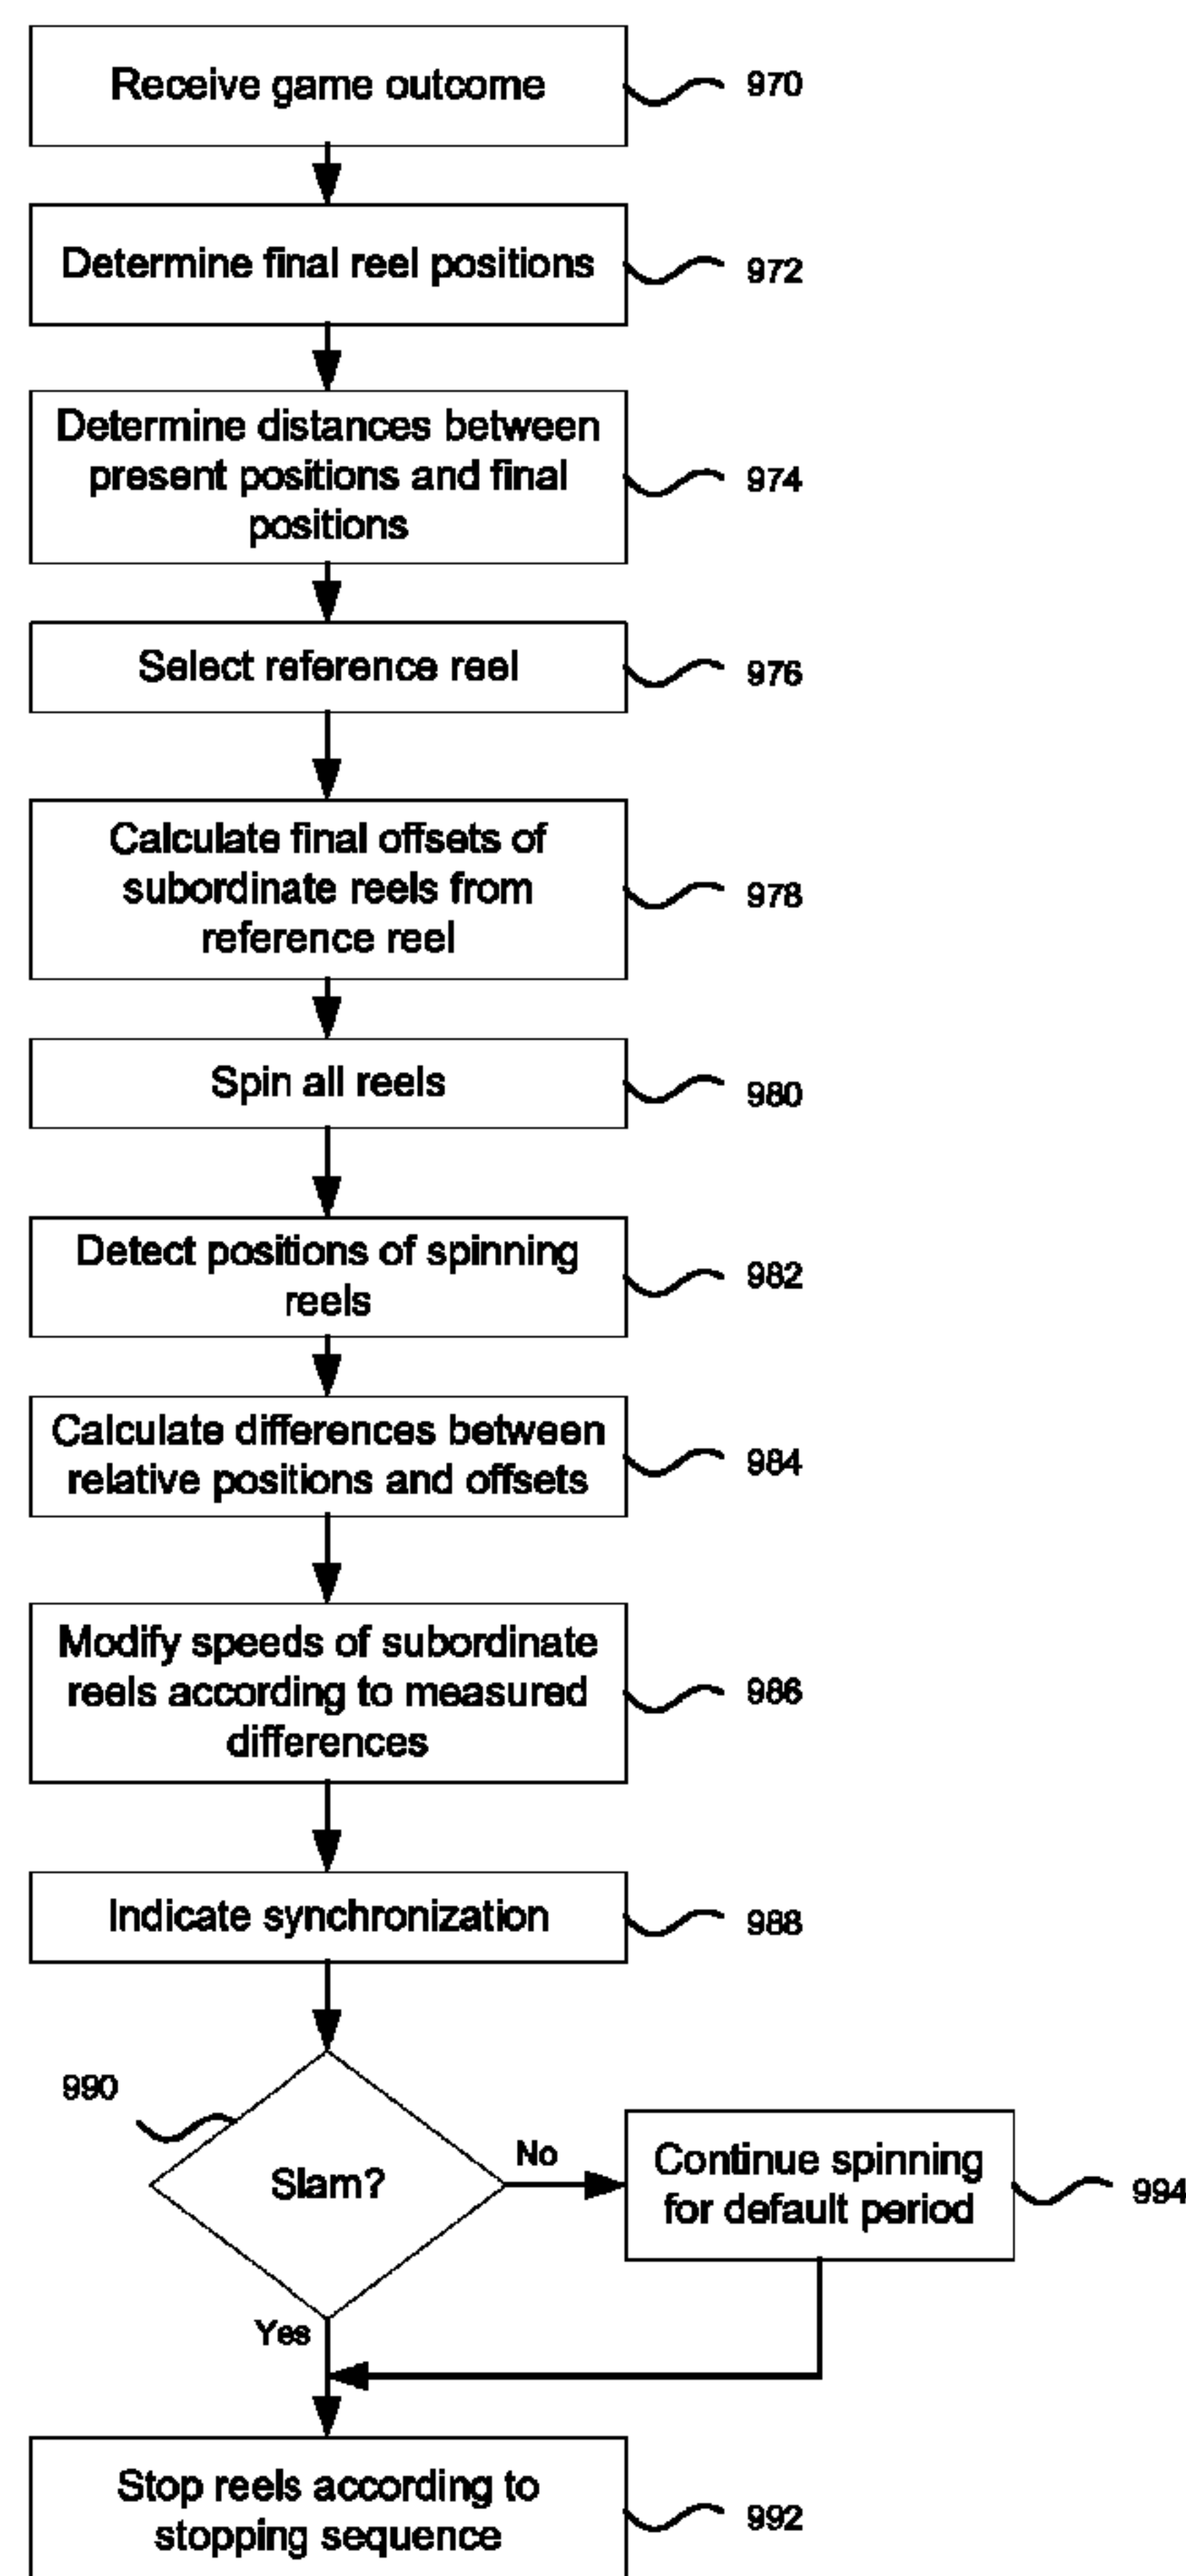 Receive game outcome
970
Determine final reel positions
972
Determine distances between
present positions and final
positions
974
Select reference reel
976
Calculate final offsets of
subordinate reels from
reference reel
978
Spin all reels
980
Detect positions of spinning
reels
982
Calculate differences between
relative positions and offsets
984
Modify speeds of subordinate
reels according to measured
differences
986
Indicate synchronization
988
990
Slam?
No
Continue spinning
for default period
994
Yes
Stop reels according to
stopping sequence
992